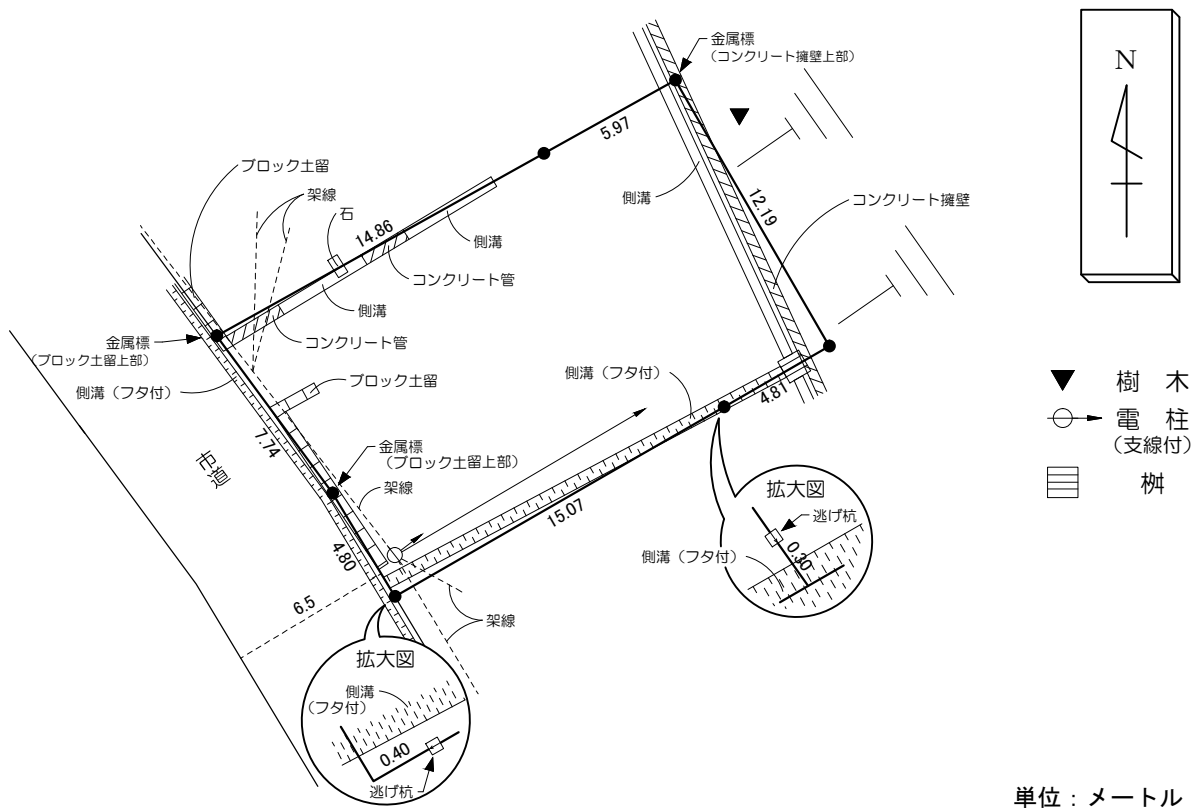 金属標
（コンクリート擁壁上部）
N
5.97
ブロック土留
架線
石
側溝
コンクリート擁壁
12.19
14.86
側溝
コンクリート管
側溝
コンクリート管
金属標
（ブロック土留上部）
側溝（フタ付）
ブロック土留
側溝（フタ付）
4.81
樹　木
電　柱
（支線付）
桝
7.74
市道
金属標
（ブロック土留上部）
架線
15.07
拡大図
逃げ杭
0.30
側溝（フタ付）
4.80
6.5
架線
拡大図
側溝
（フタ付）
0.40
逃げ杭
単位：メートル